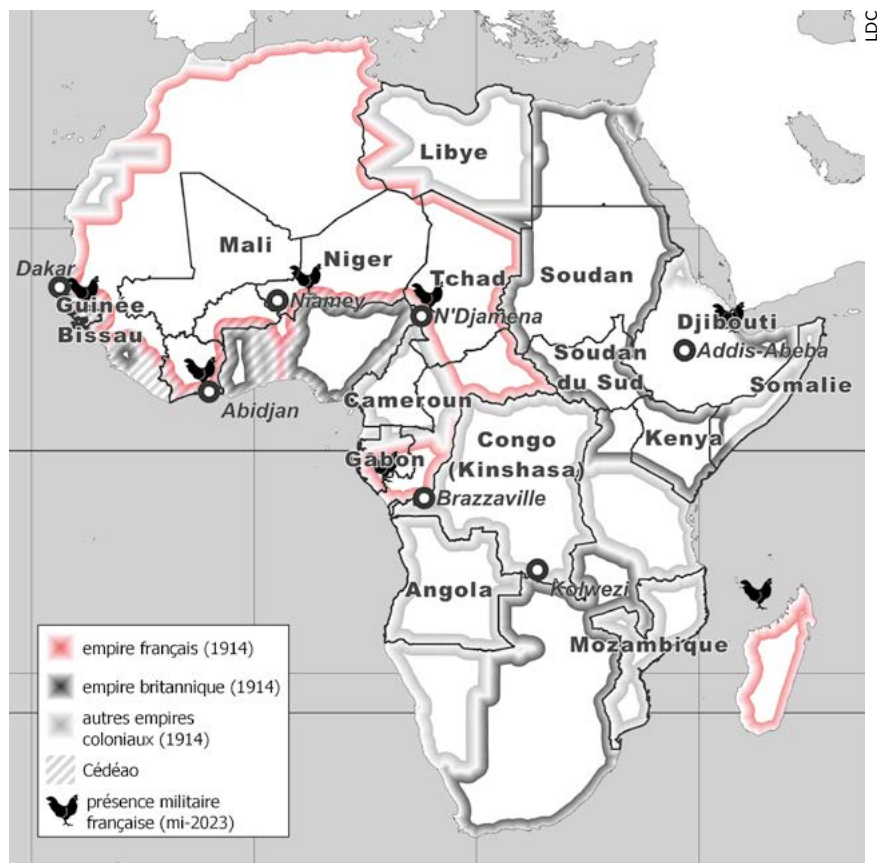 LDC
Libye
Mali
Niger
Tchad
Soudan
Dakar
Guinée
Bissau
Niamey
N'Djamena
Djibouti
Addis-Abeba
Soudan
du Sud
Somalie
Abidjan
Cameroun
Gabon
Congo
(Kinshasa)
Kenya
Brazzaville
Angola
Kolwezi
Mozambique
empire français (1914)
empire britannique (1914)
autres empires
coloniaux (1914)
Cédéao
présence militaire
française (mi-2023)